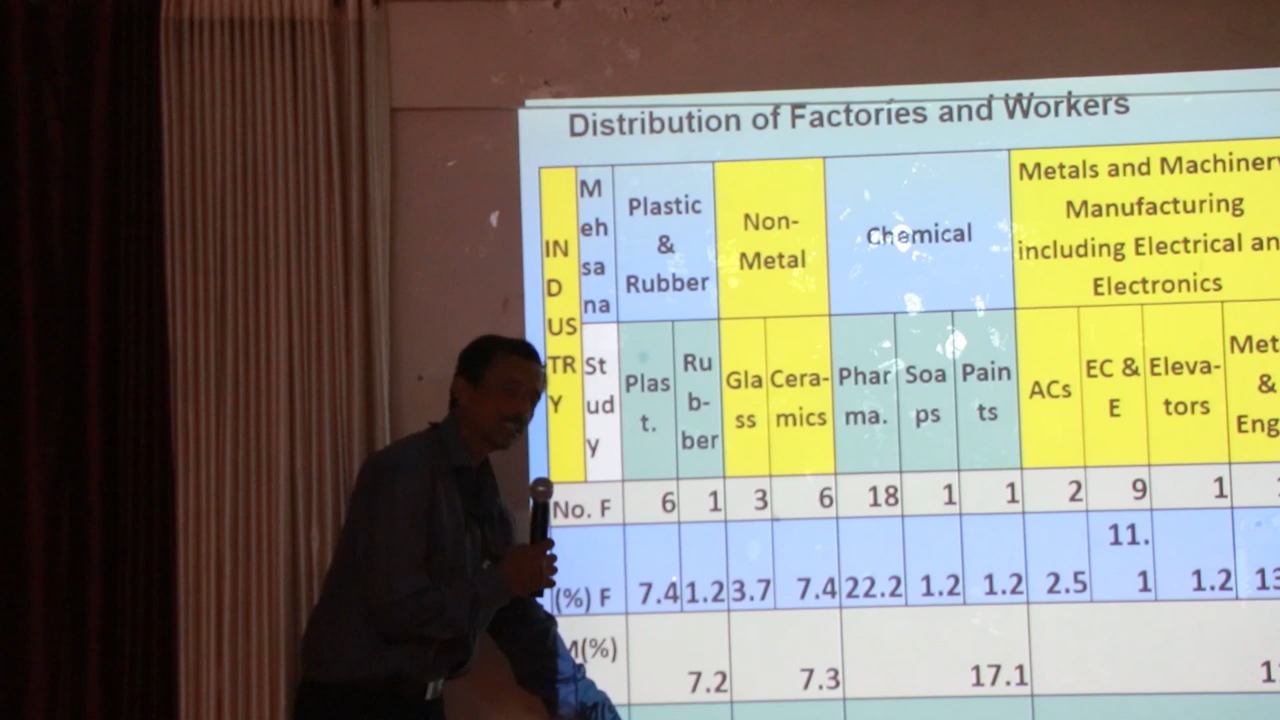 Distribution of Factories and Workers
IN
D
US
TR
Y
M
eh
sa
na
St
ud
y
Plastic
&
Rubber
Non-
Metal
Chemical
Metals and Machinery
Manufacturing
including Electrical an
Electronics
Plas
t.
Ru
b-
ber
Gla
ss
Cera-
mics
Phar
ma.
Soa
ps
Pain
ts
ACs
EC &
E
Eleva-
tors
Met
&
Eng
No. F 6 1 3 6 18 1 1 2 9 1
(%) F 7.4 1.2 3.7 7.4 22.2 1.2 1.2 2.5 11.
1 1.2 13
(%)
7.2 7.3 17.1